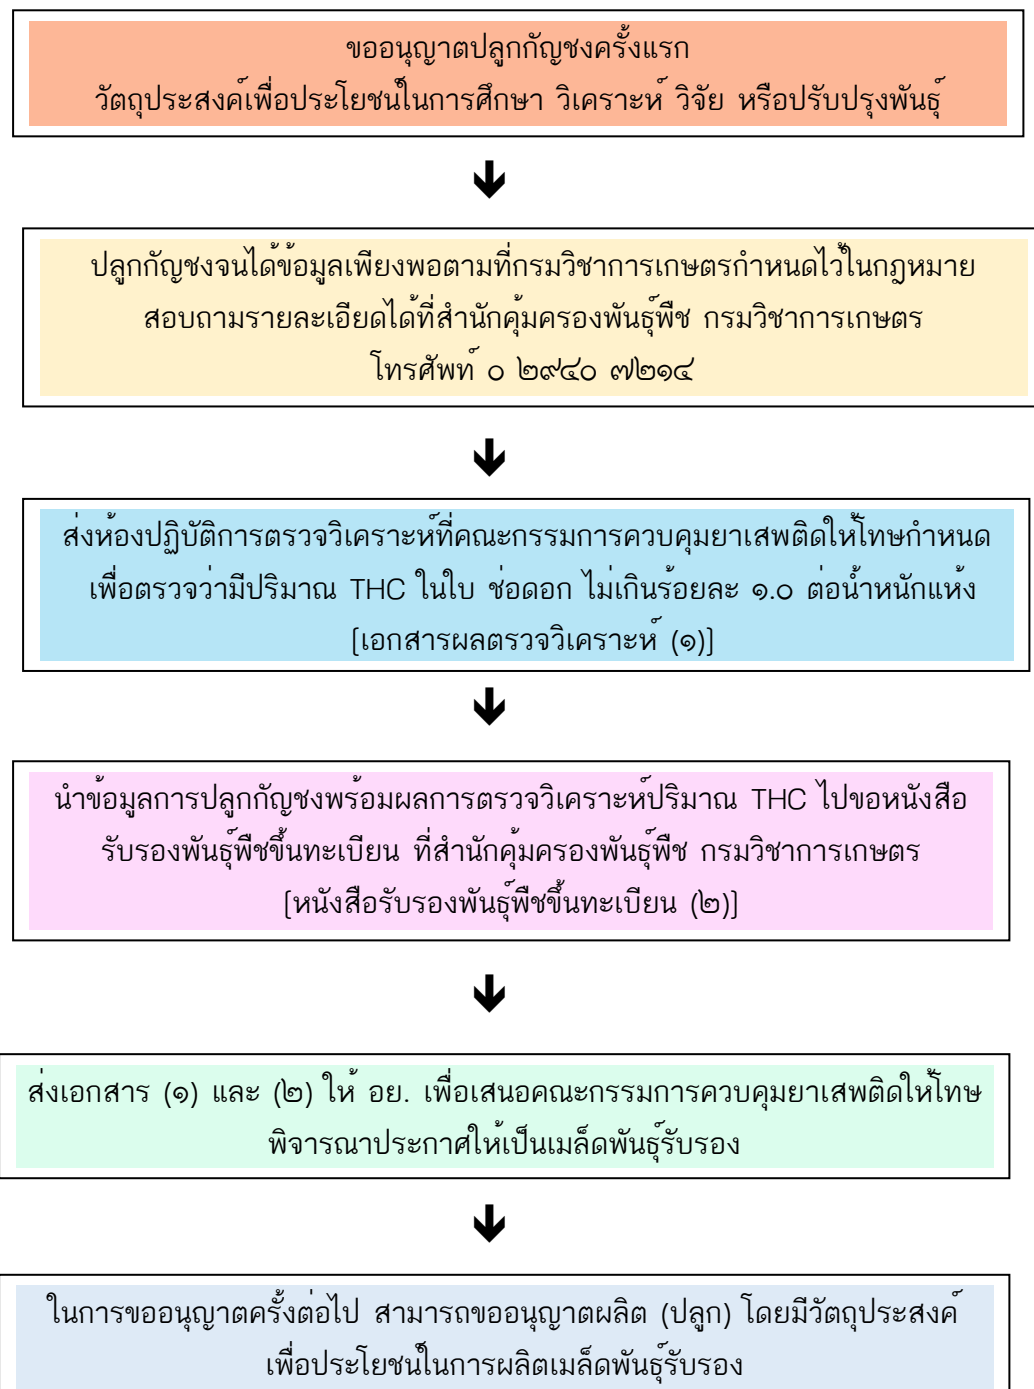 ขออนุญาตปลูกกัญชงครั้งแรก
วัตถุประสงค์เพื่อประโยชน์ในการศึกษา วิเคราะห์ วิจัย หรือปรับปรุงพันธุ์
ปลูกกัญชงจนได้ข้อมูลเพียงพอตามที่กรมวิชาการเกษตรกำหนดไว้ในกฎหมาย
สอบถามรายละเอียดได้ที่สำนักคุ้มครองพันธุ์พืช กรมวิชาการเกษตร
โทรศัพท์ ๐ ๒๙๔๐ ๗๒๑๔
ส่งห้องปฏิบัติการตรวจวิเคราะห์ที่คณะกรรมการควบคุมยาเสพติดให้โทษกำหนด
เพื่อตรวจว่ามีปริมาณ THC ในใบ ช่อดอก ไม่เกินร้อยละ ๑.๐ ต่อน้ำหนักแห้ง
[เอกสารผลตรวจวิเคราะห์ (๑)]
นำข้อมูลการปลูกกัญชงพร้อมผลการตรวจวิเคราะห์ปริมาณ THC ไปขอหนังสือ
รับรองพันธุ์พืชขึ้นทะเบียน ที่สำนักคุ้มครองพันธุ์พืช กรมวิชาการเกษตร
[หนังสือรับรองพันธุ์พืชขึ้นทะเบียน (๒)]
ส่งเอกสาร (๑) และ (๒) ให้ อย. เพื่อเสนอคณะกรรมการควบคุมยาเสพติดให้โทษ
พิจารณาประกาศให้เป็นเมล็ดพันธุ์รับรอง
ในการขออนุญาตครั้งต่อไป สามารถขออนุญาตผลิต (ปลูก) โดยมีวัตถุประสงค์
เพื่อประโยชน์ในการผลิตเมล็ดพันธุ์รับรอง